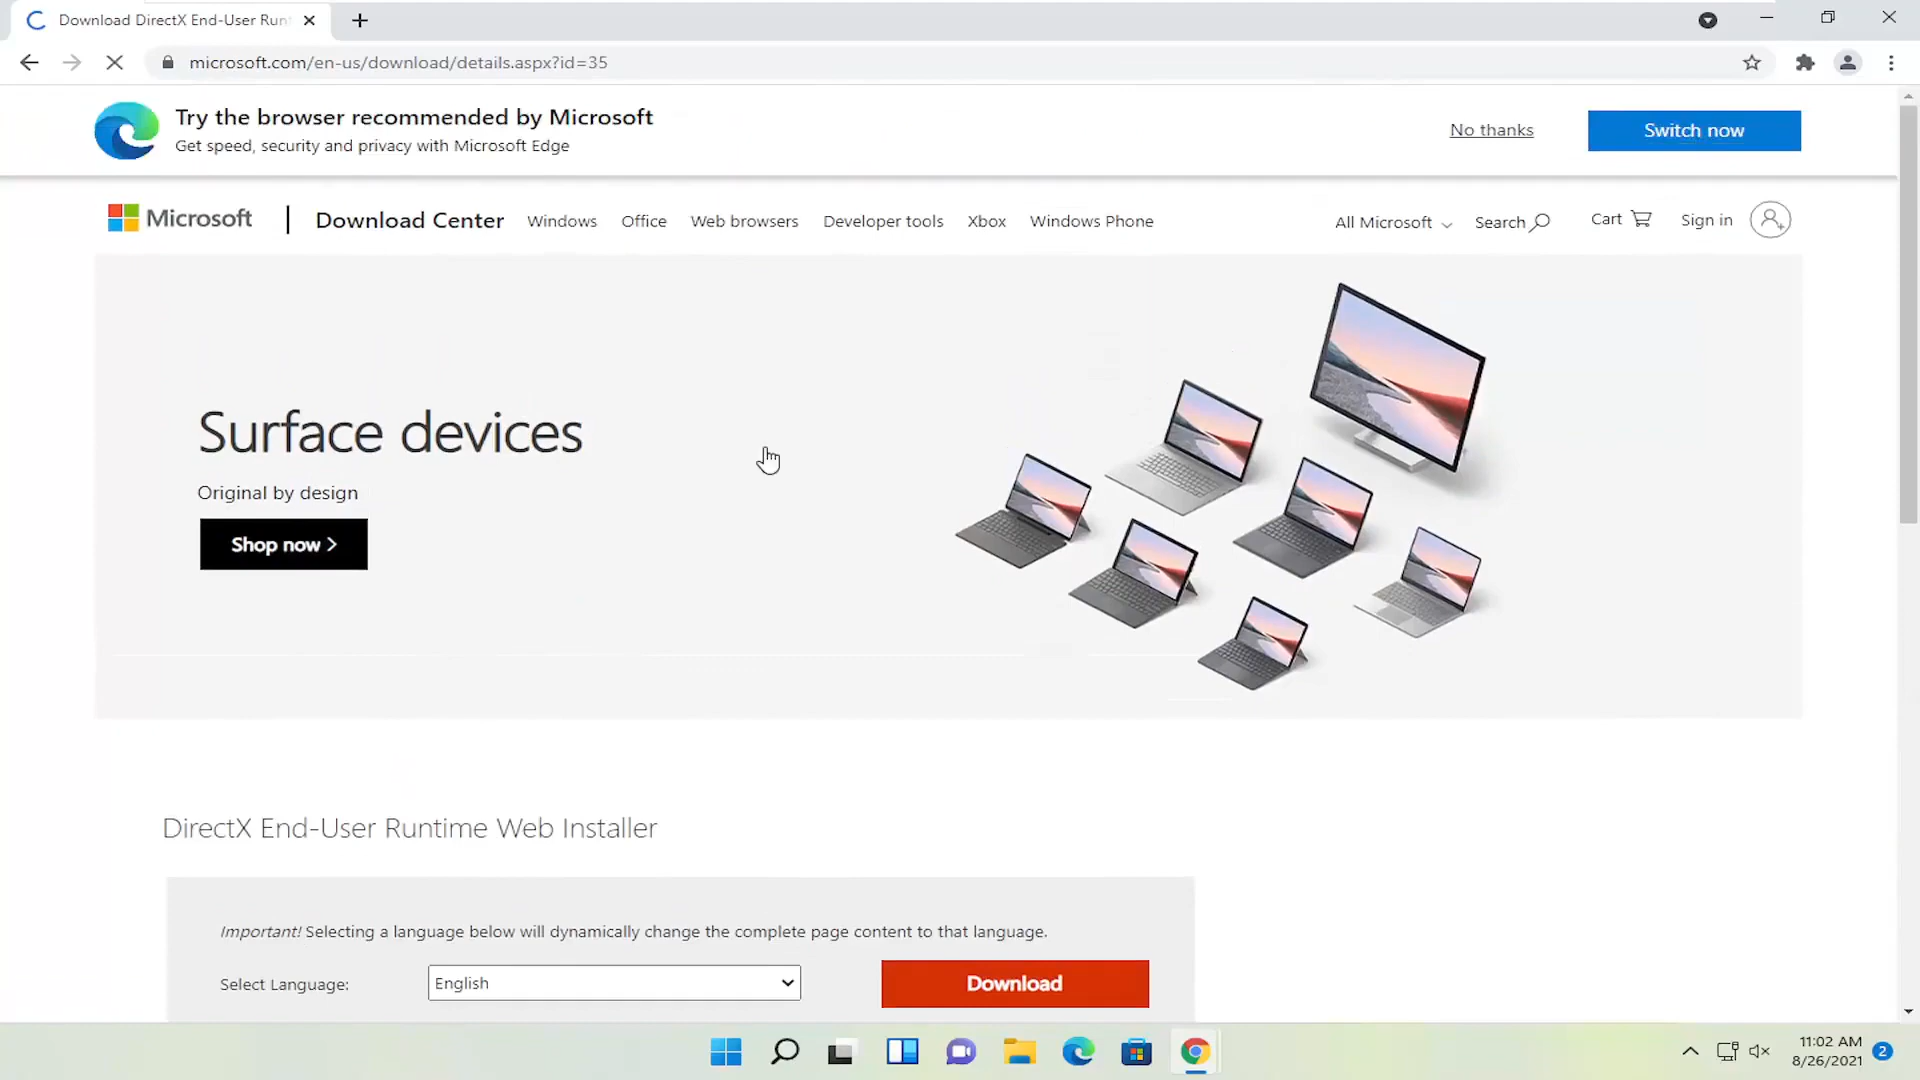 Download DirectX End-User Runt
microsoft.com/en-us/download/details.aspx?id=35
Try the browser recommended by Microsoft
Get speed, security and privacy with Microsoft Edge
No thanks
Switch now
Microsoft
Download Center
Windows
Office
Web browsers
Developer tools
Xbox
Windows Phone
All Microsoft
Search
Cart
Sign in
Surface devices
Original by design
Shop now >
DirectX End-User Runtime Web Installer
Important! Selecting a language below will dynamically change the complete page content to that language.
Select Language:
English
Download
11:02 AM
8/26/2021
2